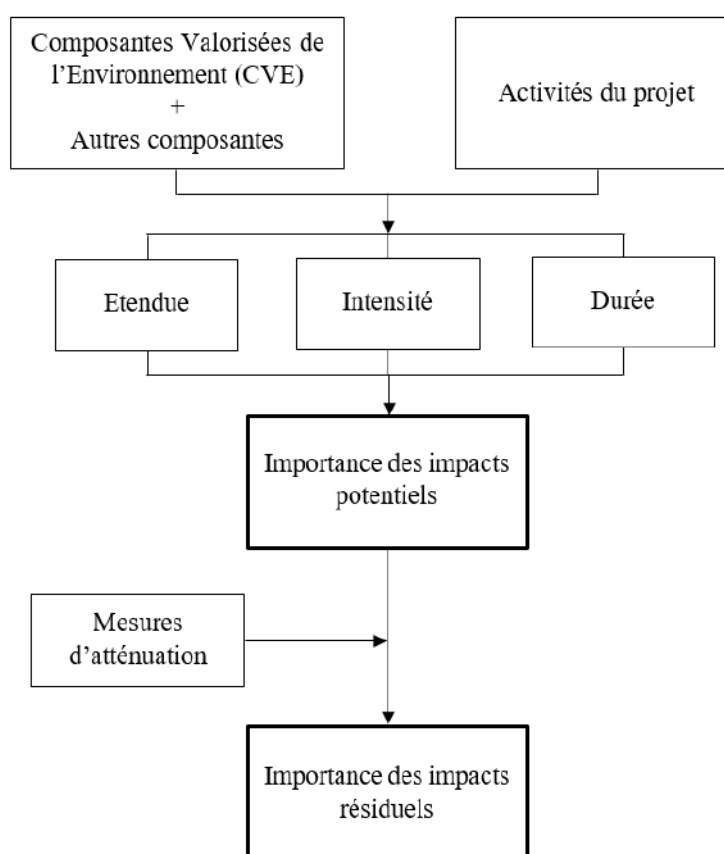 Composantes Valorisées de
l'Environnement (CVE)
+
Autres composantes
Activités du projet
Etendue
Intensité
Durée
Importance des impacts
potentiels
Mesures
d'atténuation
Importance des impacts
résiduels